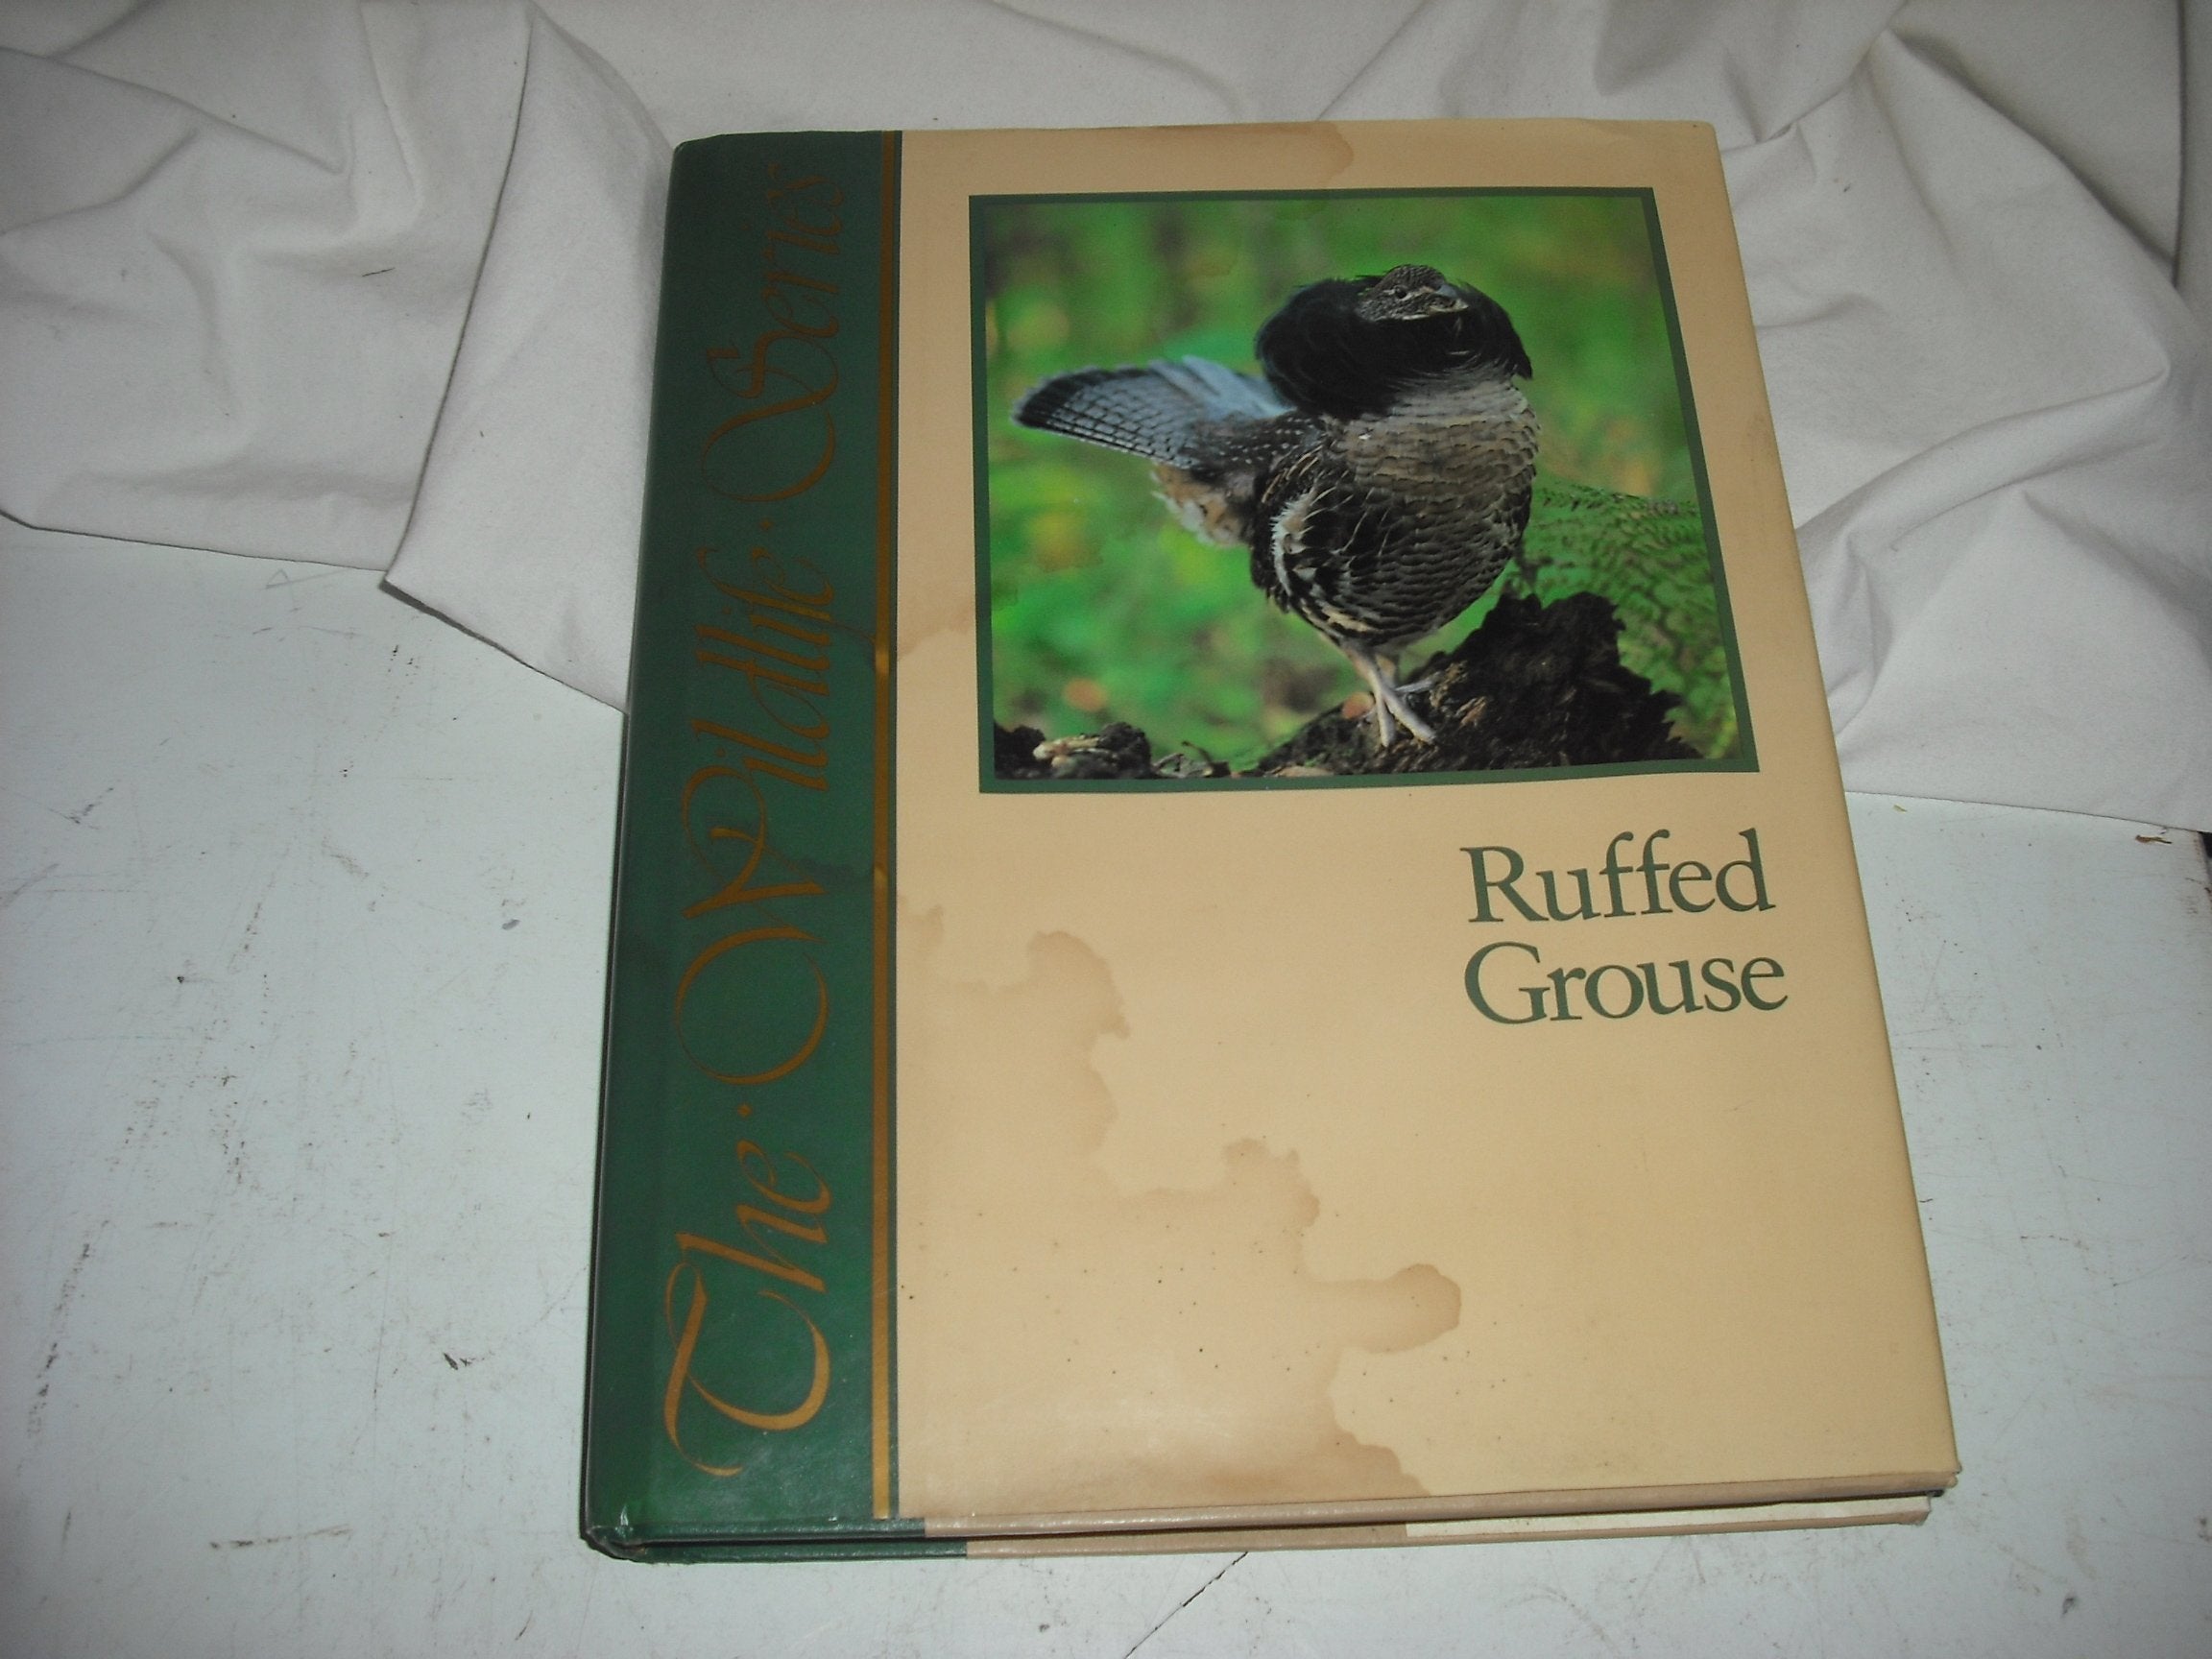 The · Wildlife · Series
Ruffed
Grouse